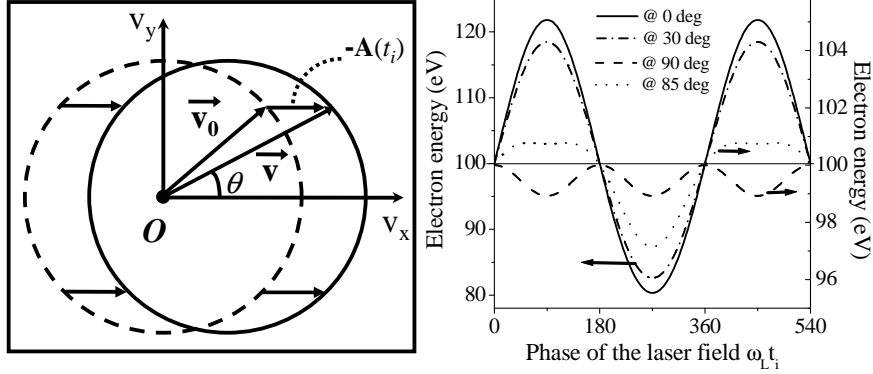 v_y
-A(t_i)
v_0
v
θ
O
v_x
@ 0 deg
@ 30 deg
@ 90 deg
@ 85 deg
Electron energy (eV)
120
110
100
90
80
104
102
100
98
96
Electron energy (eV)
0 180 360 540
Phase of the laser field ω_L t_i